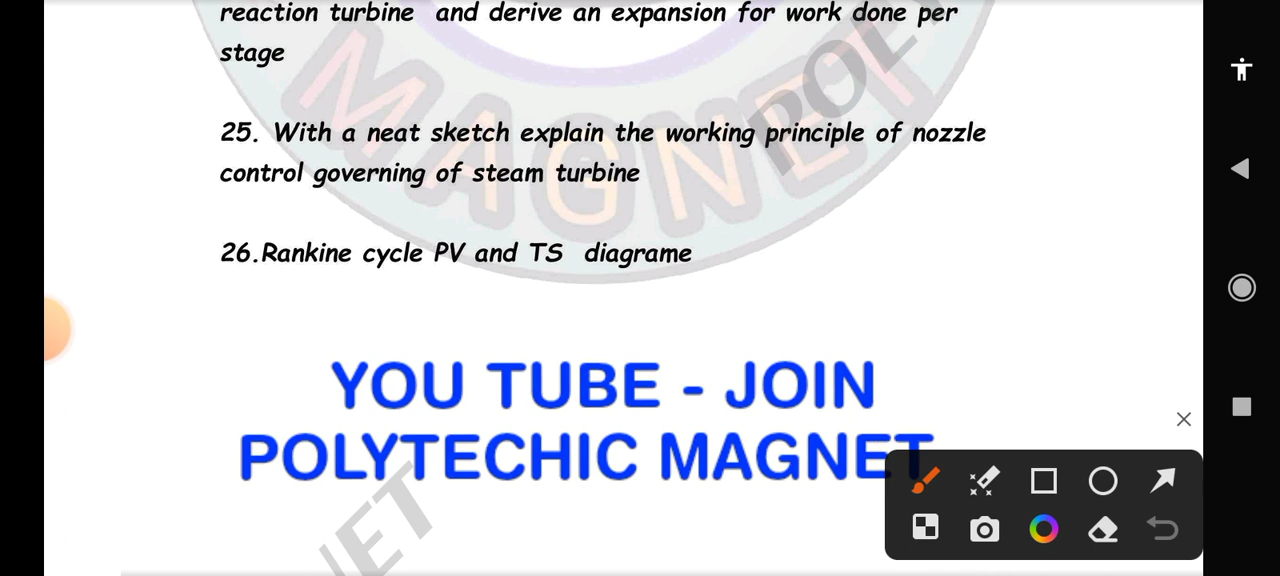 reaction turbine and derive an expansion for work done per
stage
25. With a neat sketch explain the working principle of nozzle
control governing of steam turbine
26.Rankine cycle PV and TS diagrame
MAGNET
YOU TUBE - JOIN
POLYTECHIC MAGNET